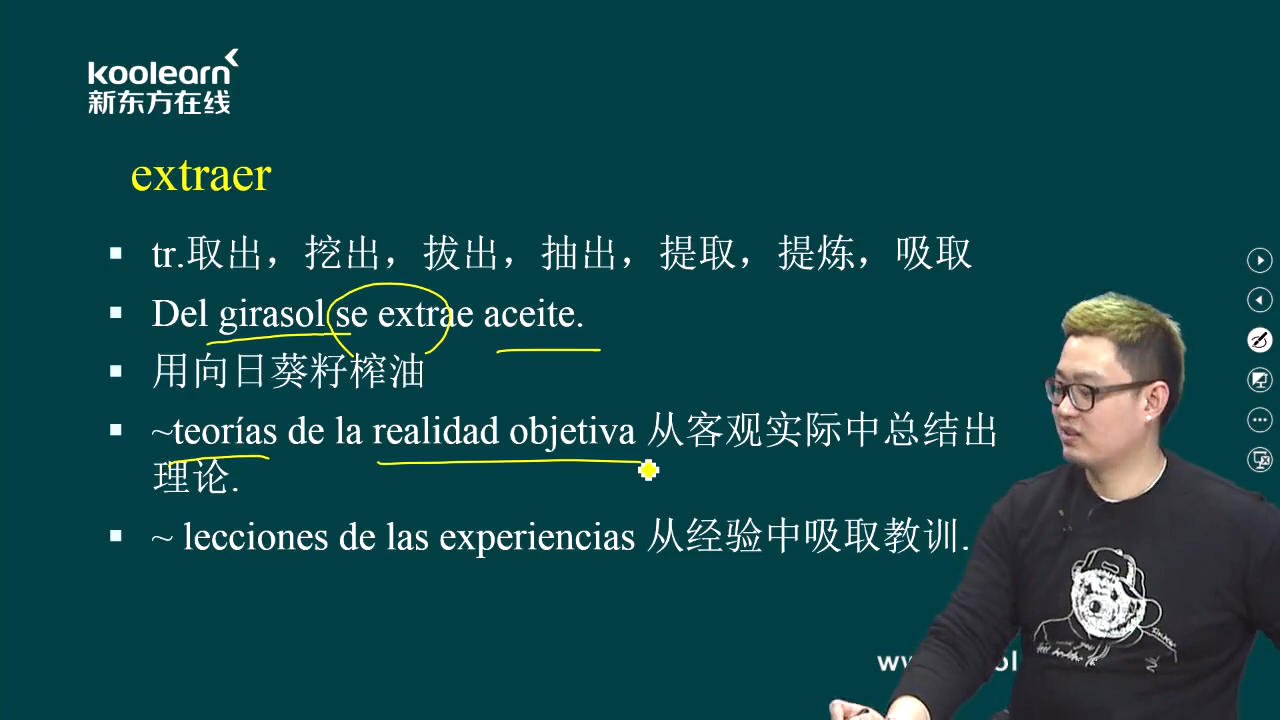 koolearn
新东方在线
extraer
tr.取出，挖出，拔出，抽出，提取，提炼，吸取
Del girasol se extrae aceite.
用向日葵籽榨油
~teorías de la realidad objetiva 从客观实际中总结出
理论.
~ lecciones de las experiencias 从经验中吸取教训.